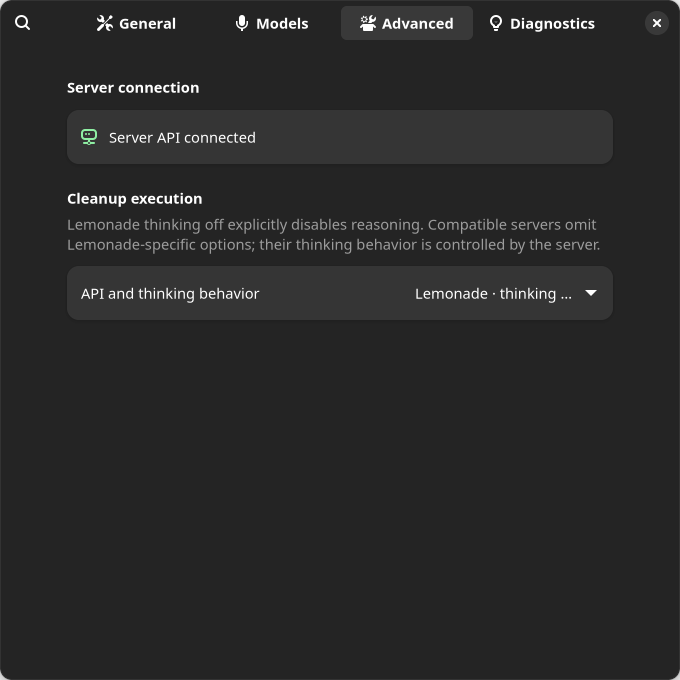 General
Models
Advanced
Diagnostics
Server connection
Server API connected
Cleanup execution
Lemonade thinking off explicitly disables reasoning. Compatible servers omit
Lemonade-specific options; their thinking behavior is controlled by the server.
API and thinking behavior
Lemonade · thinking ...